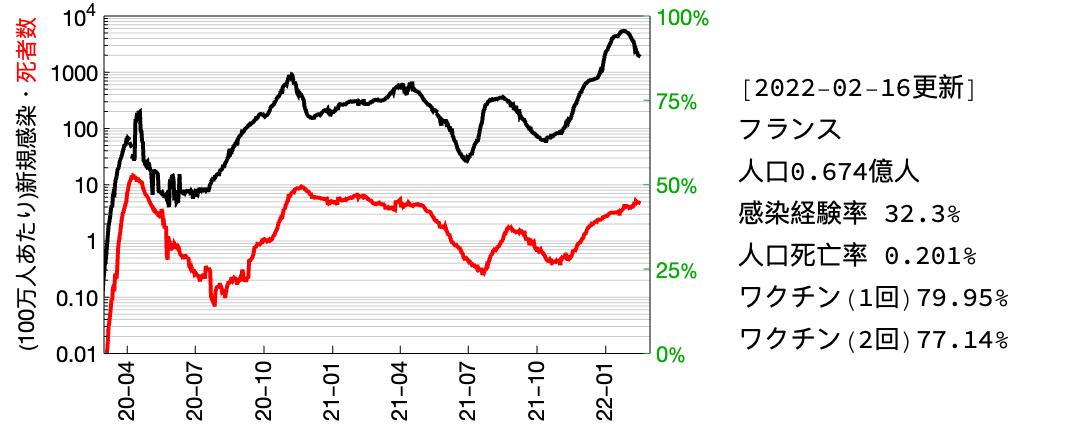 (100万人あたり)新規感染・死者数
10^4
1000
100
10
1
0.10
0.01
100%
75%
50%
25%
0%
20-04
20-07
20-10
21-01
21-04
21-07
21-10
22-01
[2022-02-16更新]
フランス
人口0.674億人
感染経験率 32.3%
人口死亡率 0.201%
ワクチン(1回)79.95%
ワクチン(2回)77.14%